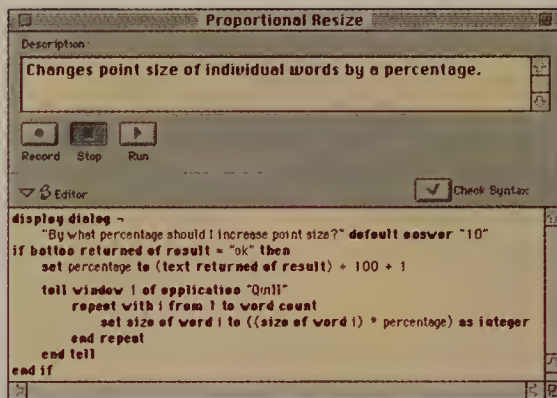 Proportional Resize
Description:
Changes point size of individual words by a percentage.
Record Stop Run
Editor Check Syntax
display dialog ¬
"By what percentage should I increase point size?" default answer "10"
if button returned of result = "ok" then
set percentage to (text returned of result) ÷ 100 + 1
tell window 1 of application "Quill"
repeat with i from 1 to word count
set size of word i to ((size of word i) * percentage) as integer
end repeat
end tell
end if